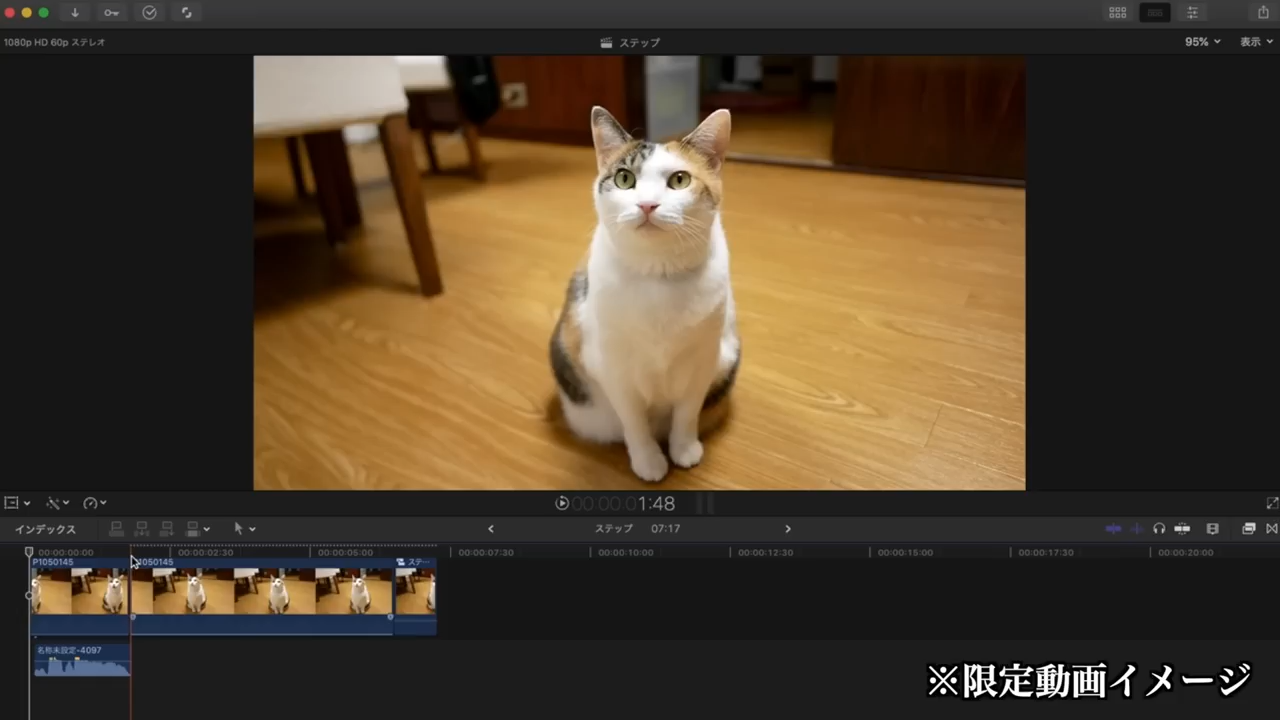 1080p HD 60p ステレオ
ステップ
95%
表示
00:00:00:01:48
インデックス
ステップ
07:17
00:00:00:00
00:00:02:30
00:00:05:00
00:00:07:30
00:00:10:00
00:00:12:30
00:00:15:00
00:00:17:30
00:00:20:00
P1050145
1050145
ステ…
名称未設定-4097
※限定動画イメージ